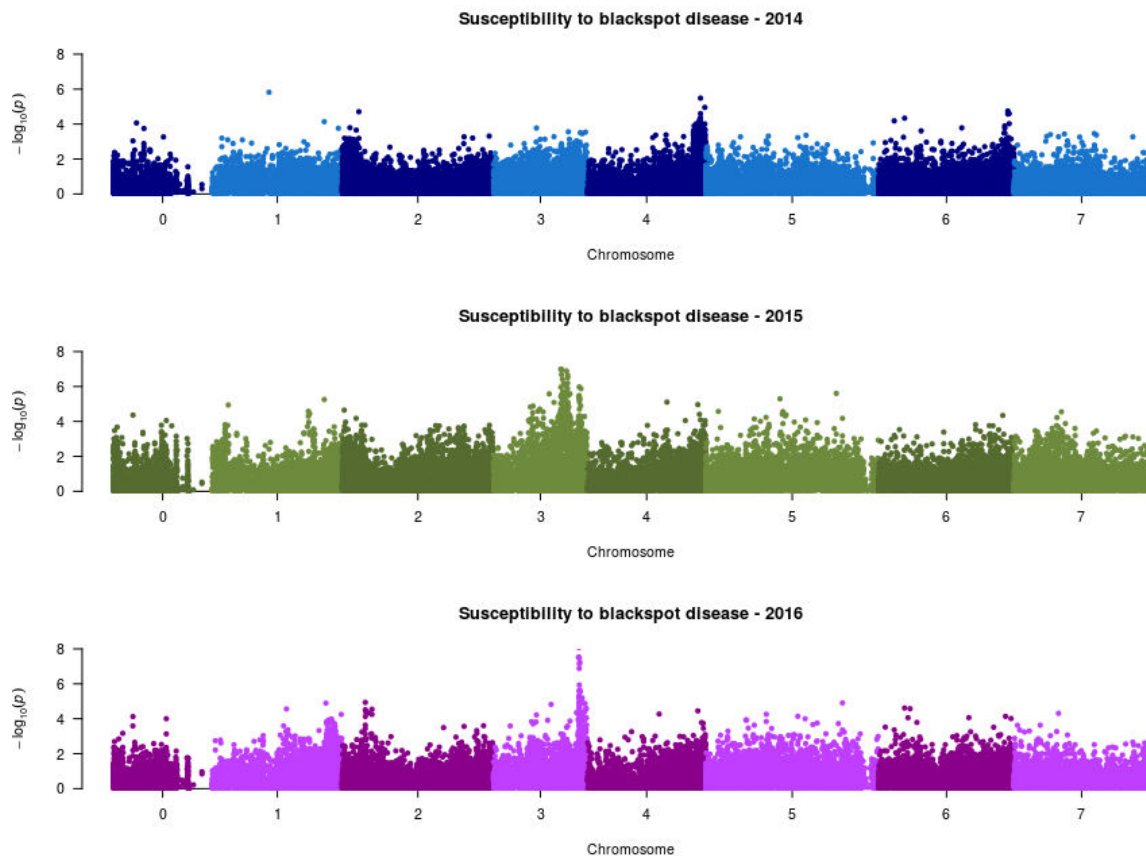 Susceptibility to blackspot disease - 2014
8
6
4
2
0
− log10(p)
0 1 2 3 4 5 6 7
Chromosome
Susceptibility to blackspot disease - 2015
8
6
4
2
0
− log10(p)
0 1 2 3 4 5 6 7
Chromosome
Susceptibility to blackspot disease - 2016
8
6
4
2
0
− log10(p)
0 1 2 3 4 5 6 7
Chromosome